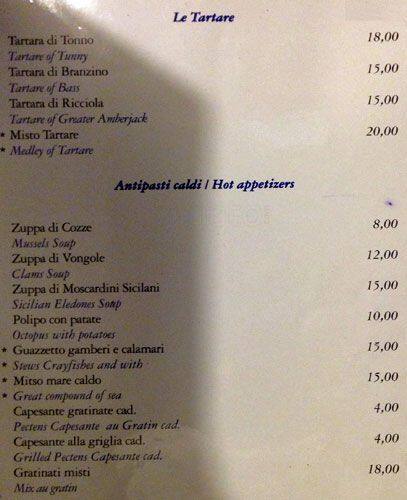 Le Tartare
Tartara di Tonno 18,00
Tartare of Tunny
Tartara di Branzino 15,00
Tartare of Bass
Tartara di Ricciola 15,00
Tartare of Greater Amberjack
* Misto Tartare 20,00
* Medley of Tartare
Antipasti caldi / Hot appetizers
Zuppa di Cozze 8,00
Mussels Soup
Zuppa di Vongole 12,00
Clams Soup
Zuppa di Moscardini Sicilani 15,00
Sicilian Eledones Soup
Polipo con patate 10,00
Octopus with potatoes
* Guazzetto gamberi e calamari 15,00
* Stews Crayfishes and with
* Mitso mare caldo 15,00
* Great compound of sea
Capesante gratinate cad. 4,00
Pectens Capesante au Gratin cad.
Capesante alla griglia cad. 4,00
Grilled Pectens Capesante cad.
Gratinati misti 18,00
Mix au gratin